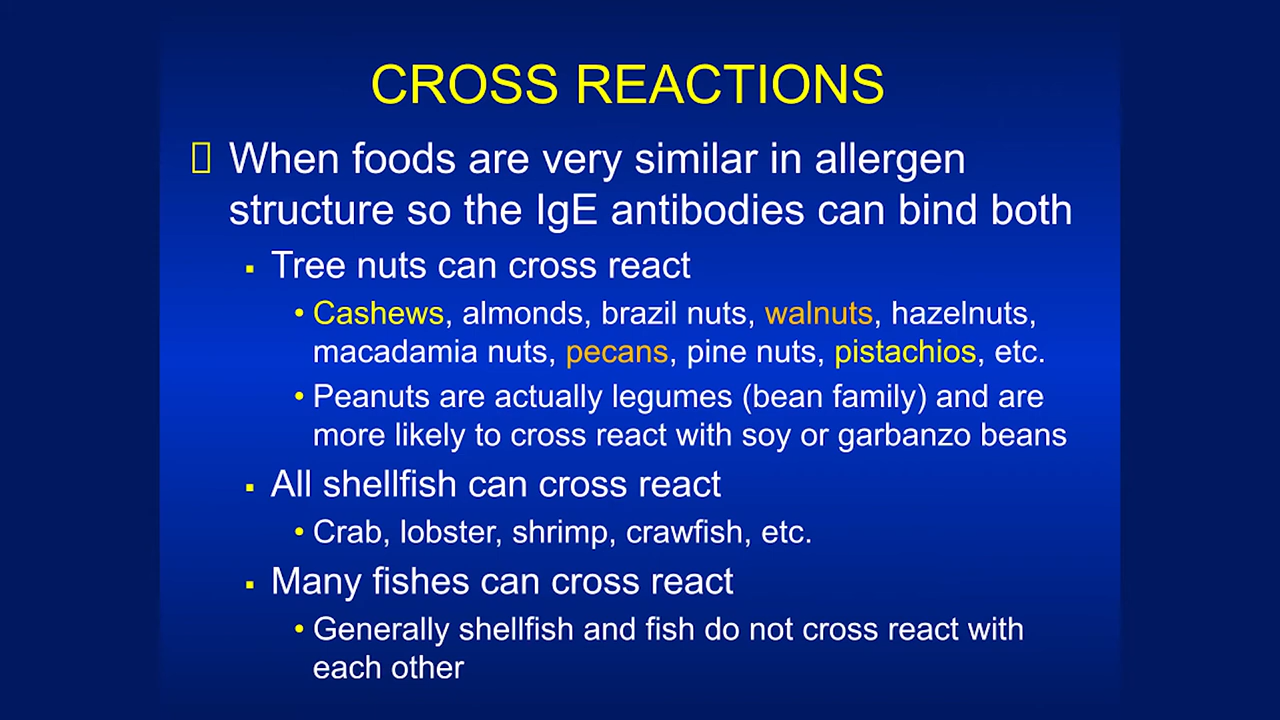 CROSS REACTIONS
When foods are very similar in allergen
structure so the IgE antibodies can bind both
▪ Tree nuts can cross react
• Cashews, almonds, brazil nuts, walnuts, hazelnuts,
macadamia nuts, pecans, pine nuts, pistachios, etc.
• Peanuts are actually legumes (bean family) and are
more likely to cross react with soy or garbanzo beans
▪ All shellfish can cross react
• Crab, lobster, shrimp, crawfish, etc.
▪ Many fishes can cross react
• Generally shellfish and fish do not cross react with
each other